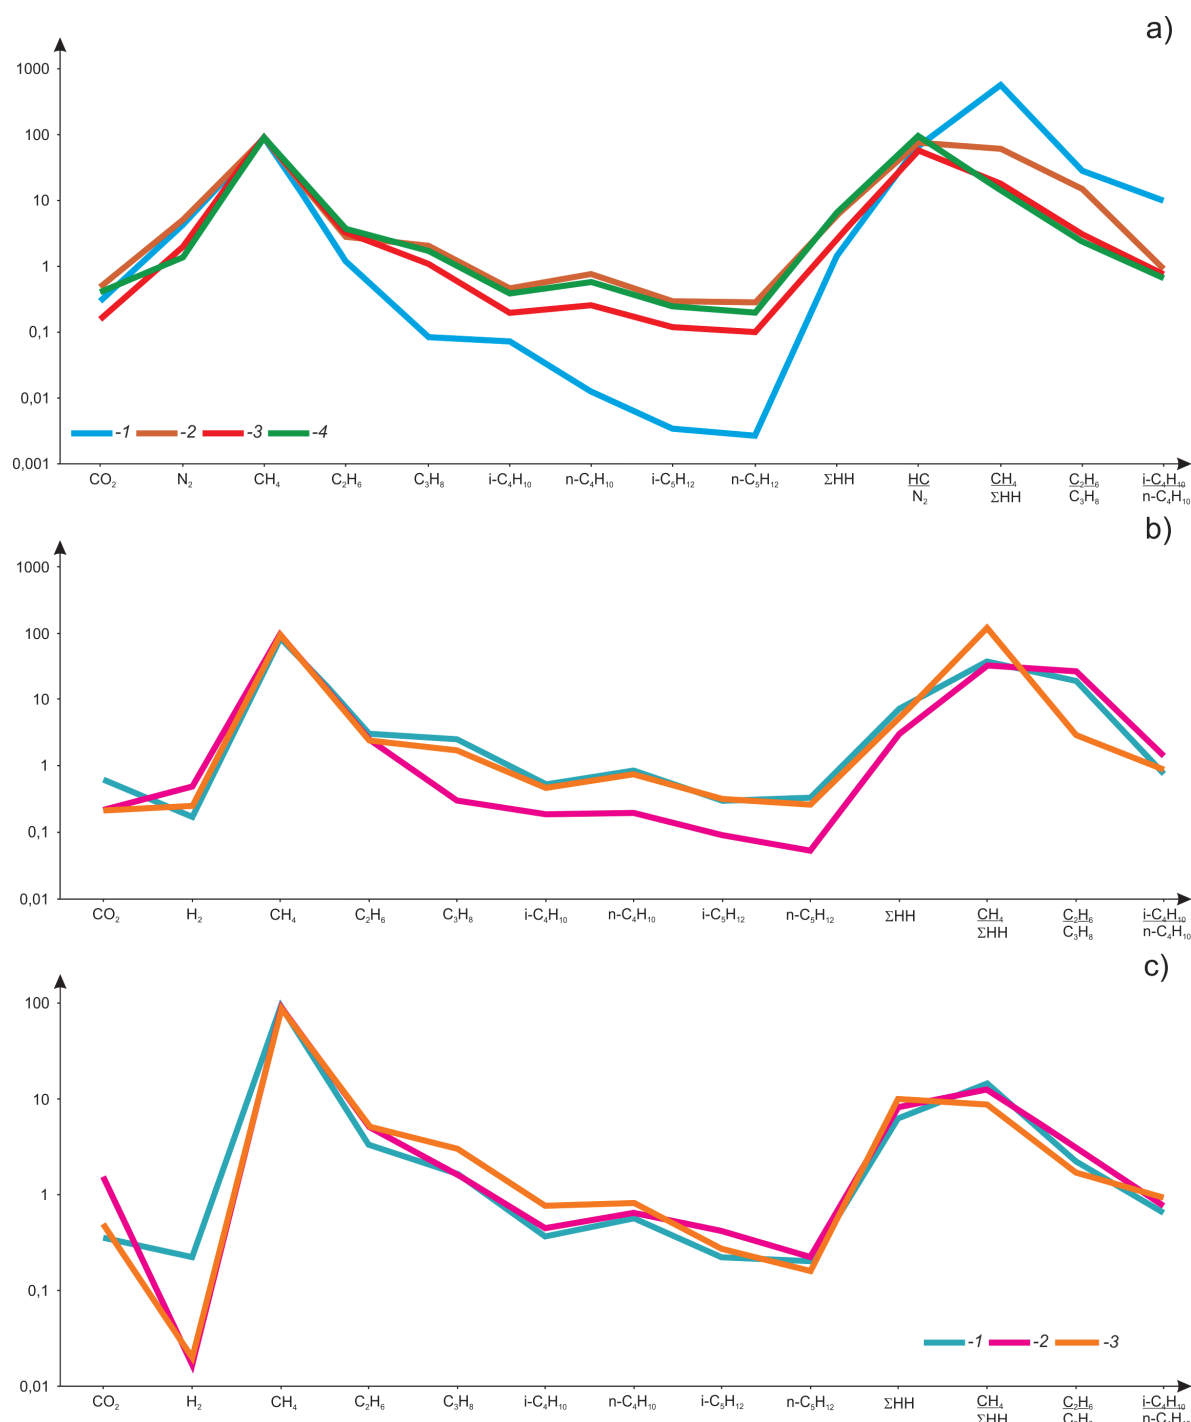 a)
1000
100
10
1
0,1
0,01
0,001
-1 -2 -3 -4
CO₂ N₂ CH₄ C₂H₆ C₃H₈ i-C₄H₁₀ n-C₄H₁₀ i-C₅H₁₂ n-C₅H₁₂ ΣHH HC CH₄ C₂H₆ i-C₄H₁₀
N₂ ΣHH C₃H₈ n-C₄H₁₀
b)
1000
100
10
1
0,1
0,01
CO₂ H₂ CH₄ C₂H₆ C₃H₈ i-C₄H₁₀ n-C₄H₁₀ i-C₅H₁₂ n-C₅H₁₂ ΣHH CH₄ C₂H₆ i-C₄H₁₀
ΣHH C₃H₈ n-C₄H₁₀
c)
100
10
1
0,1
0,01
-1 -2 -3
CO₂ H₂ CH₄ C₂H₆ C₃H₈ i-C₄H₁₀ n-C₄H₁₀ i-C₅H₁₂ n-C₅H₁₂ ΣHH CH₄ C₂H₆ i-C₄H₁₀
ΣHH